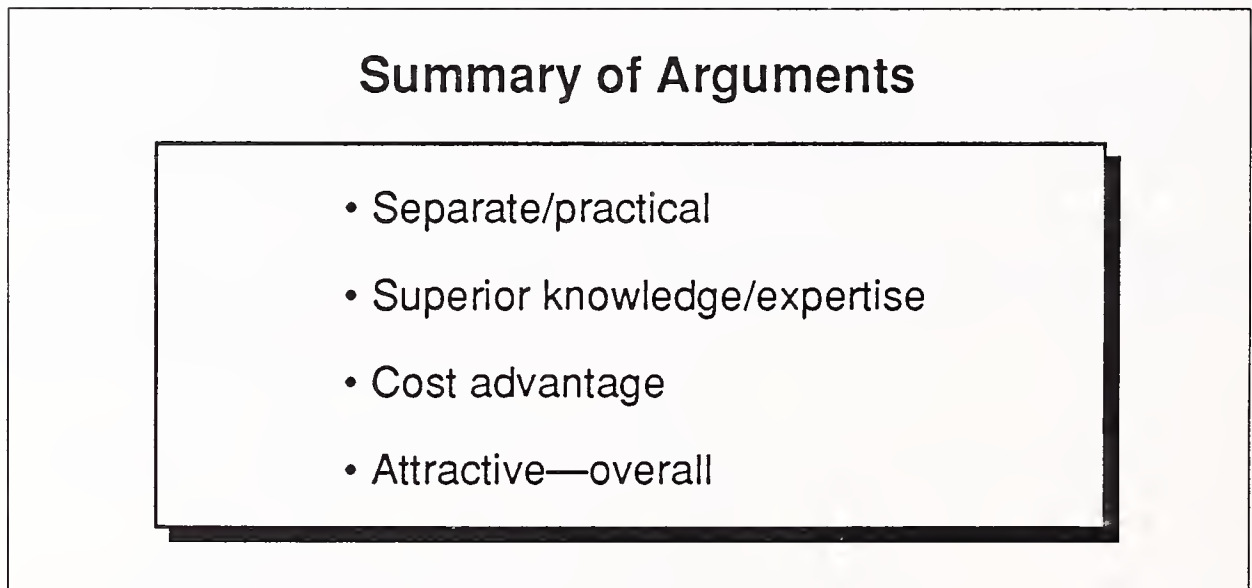 Summary of Arguments
• Separate/practical
• Superior knowledge/expertise
• Cost advantage
• Attractive—overall